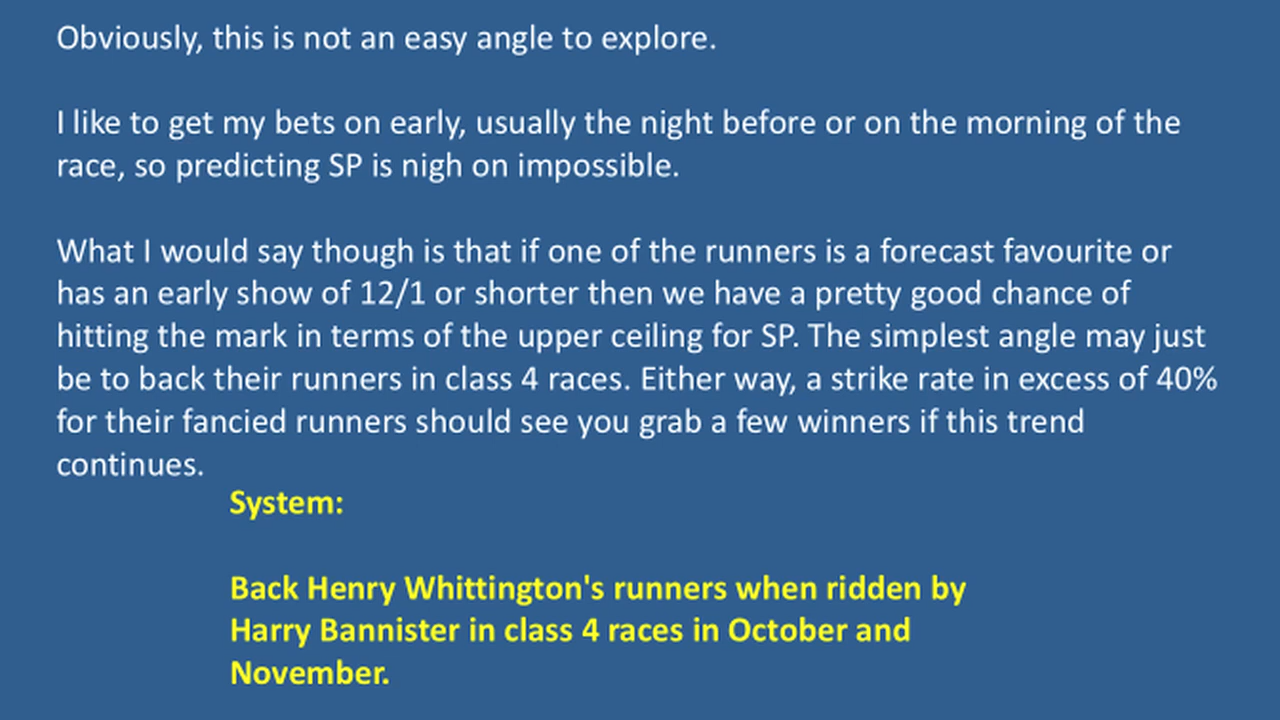 Obviously, this is not an easy angle to explore.
I like to get my bets on early, usually the night before or on the morning of the
race, so predicting SP is nigh on impossible.
What I would say though is that if one of the runners is a forecast favourite or
has an early show of 12/1 or shorter then we have a pretty good chance of
hitting the mark in terms of the upper ceiling for SP. The simplest angle may just
be to back their runners in class 4 races. Either way, a strike rate in excess of 40%
for their fancied runners should see you grab a few winners if this trend
continues.
System:
Back Henry Whittington's runners when ridden by
Harry Bannister in class 4 races in October and
November.